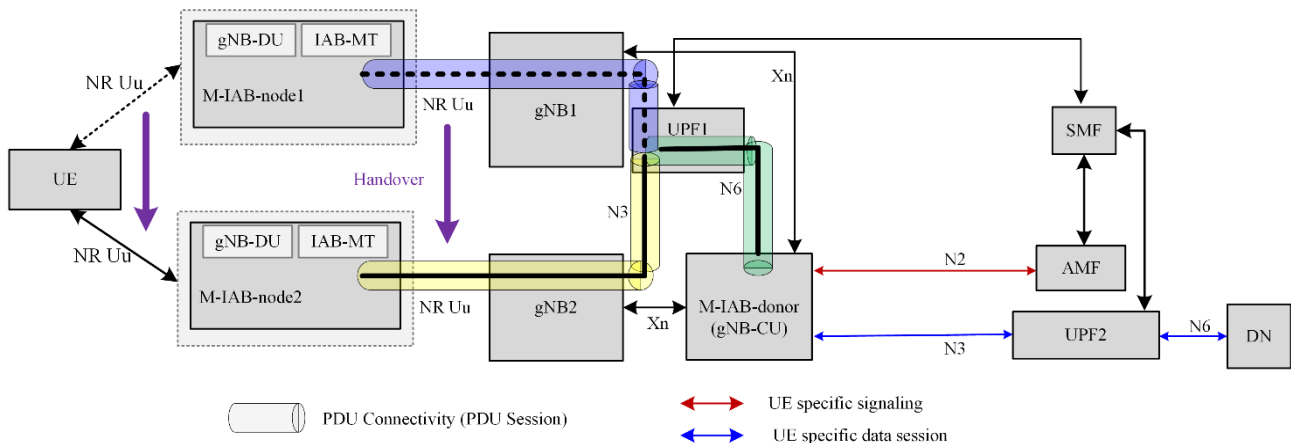 gNB-DU
IAB-MT
M-IAB-node1
NR Uu
NR Uu
gNB1
Xn
UPF1
SMF
UE
Handover
N6
N3
gNB-DU
IAB-MT
M-IAB-node2
NR Uu
NR Uu
gNB2
Xn
M-IAB-donor
(gNB-CU)
N2
AMF
N3
UPF2
N6
DN
PDU Connectivity (PDU Session)
UE specific signaling
UE specific data session